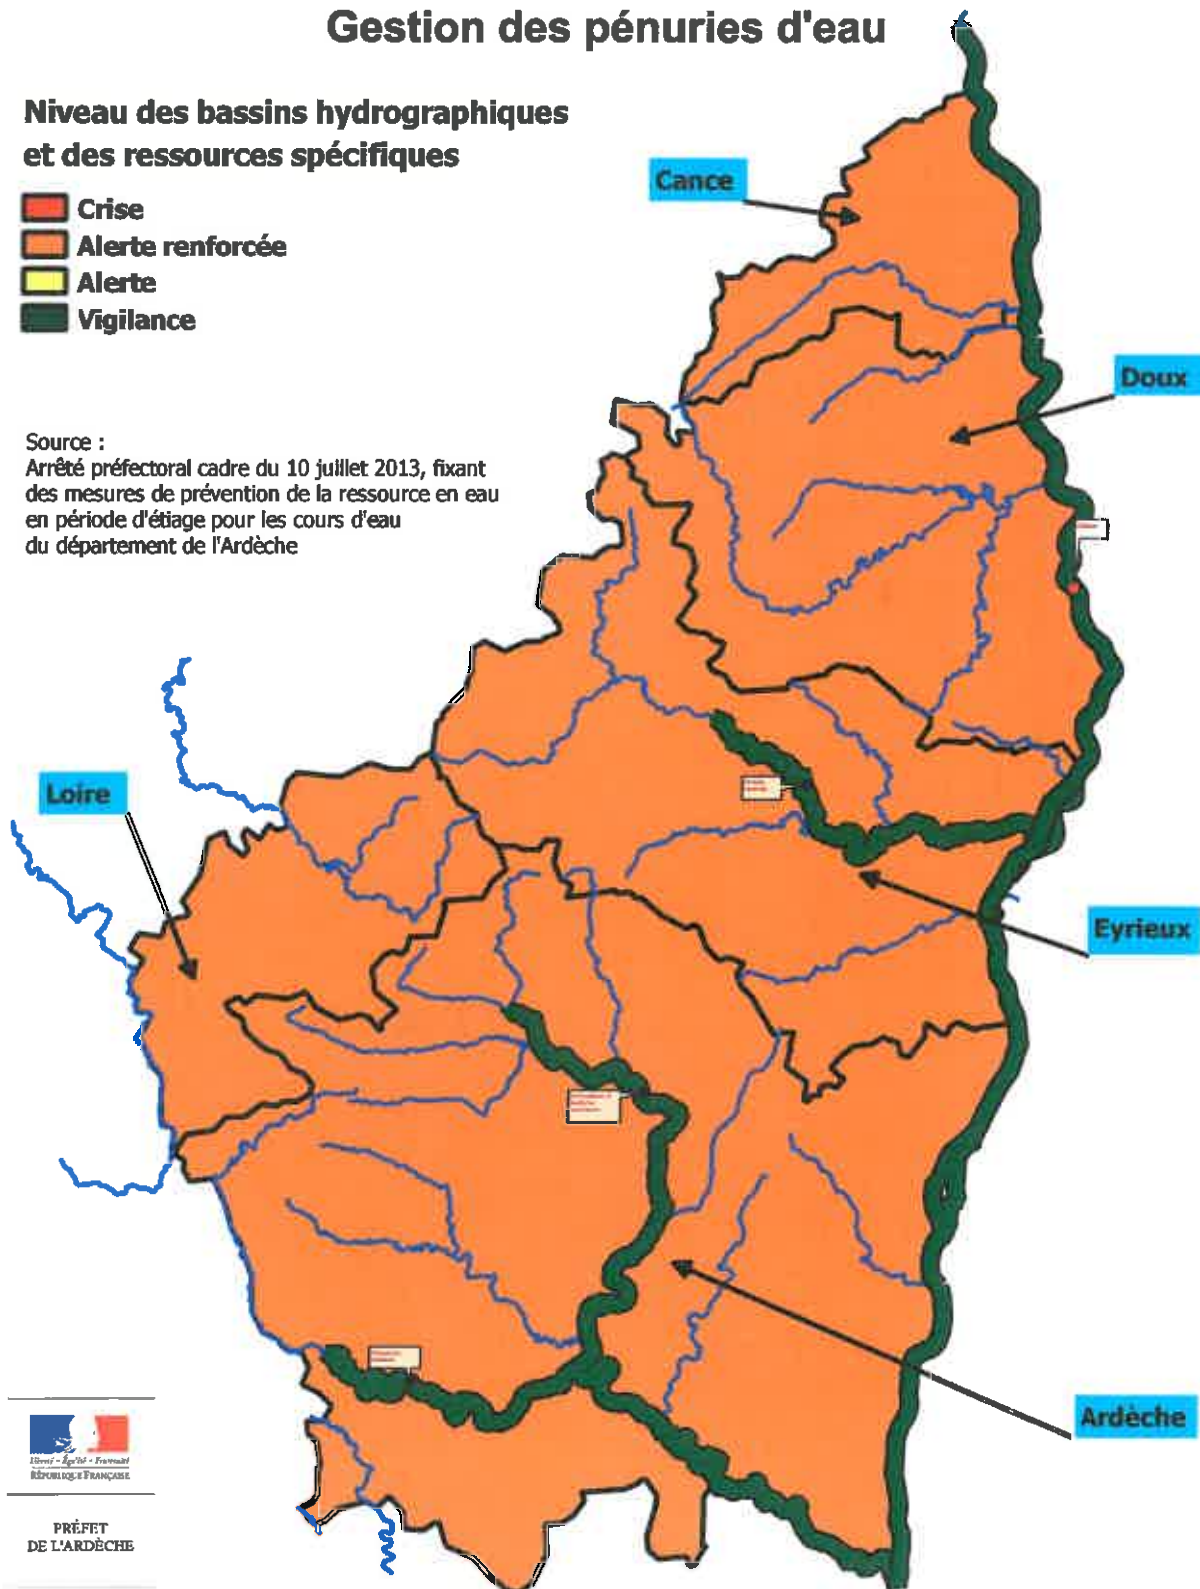 Gestion des pénuries d'eau
Niveau des bassins hydrographiques
et des ressources spécifiques
Crise
Alerte renforcée
Alerte
Vigilance
Source :
Arrêté préfectoral cadre du 10 juillet 2013, fixant
des mesures de prévention de la ressource en eau
en période d'étiage pour les cours d'eau
du département de l'Ardèche
Cance
Doux
Loire
Eyrieux
Ardèche
Liberté • Égalité • Fraternité
RÉPUBLIQUE FRANÇAISE
PRÉFET
DE L'ARDÈCHE